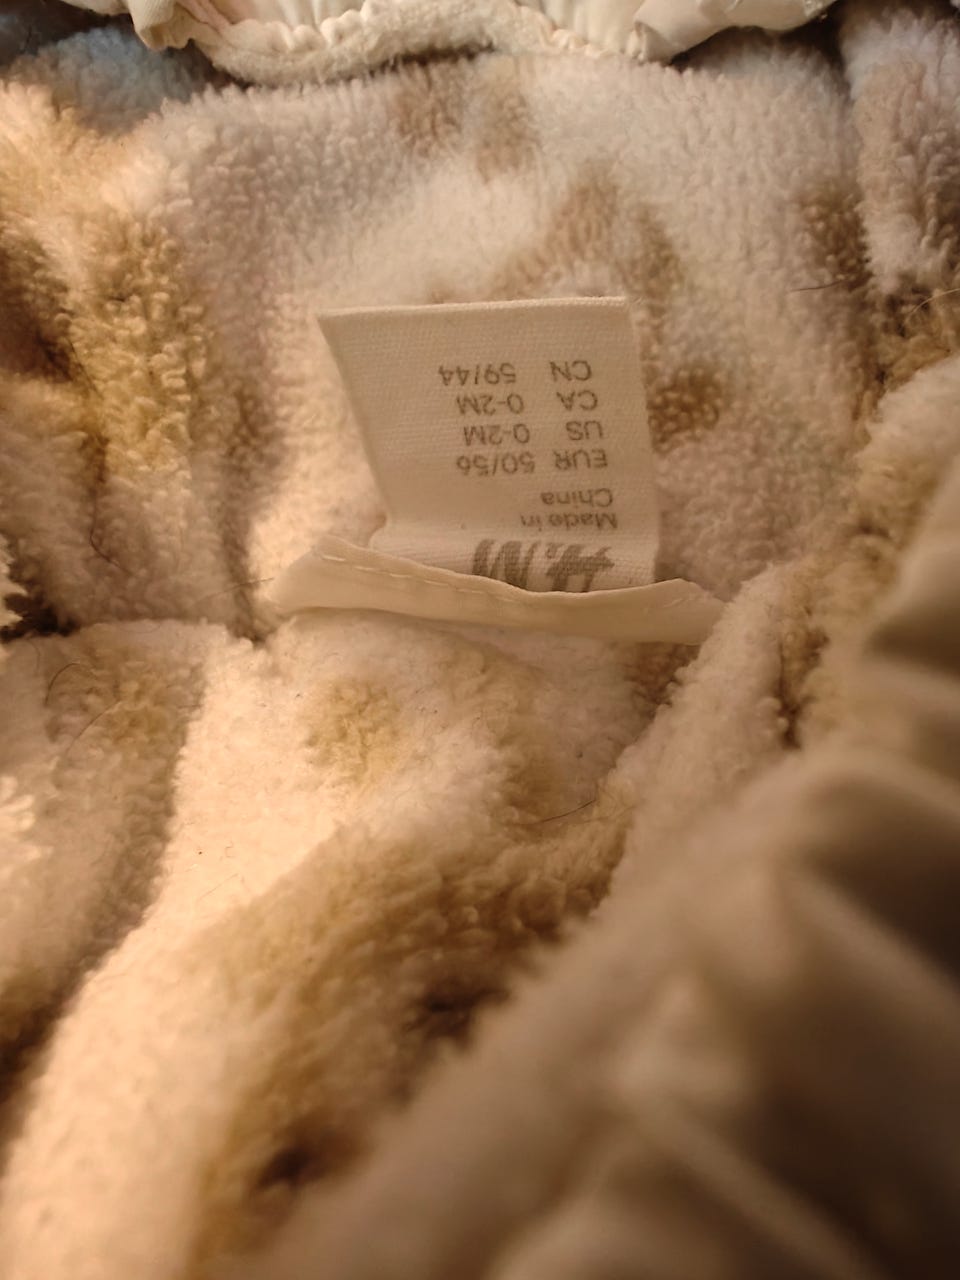 H&M
Made in
China
EUR 50/56
US 0-2M
CA 0-2M
CN 59/44